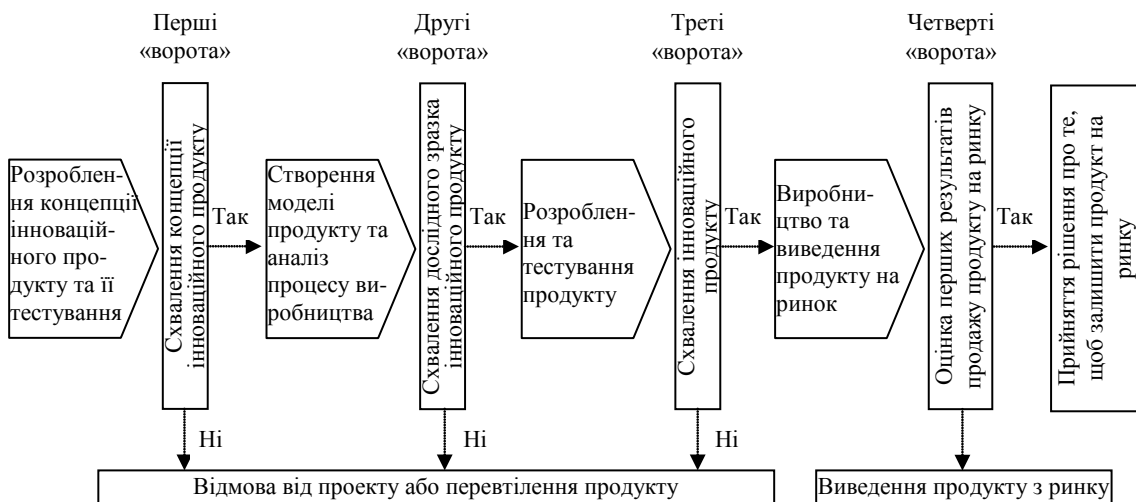 Перші
«ворота»
Другі
«ворота»
Треті
«ворота»
Четверті
«ворота»
Розроблен-
ня концепції
інновацій-
ного про-
дукту та її
тестування
Схвалення концепції
інноваційного продукту
Так
Створення
моделі
продукту та
аналіз
процесу ви-
робництва
Схвалення дослідного зразка
інноваційного продукту
Так
Розроблен-
ня та
тестування
продукту
Схвалення інноваційного
продукту
Так
Виробни-
цтво та
виведення
продукту на
ринок
Оцінка перших результатів
продажу продукту на ринку
Так
Прийняття рішення про те,
щоб залишити продукт на
ринку
Ні
Ні
Ні
Відмова від проекту або перевтілення продукту
Виведення продукту з ринку